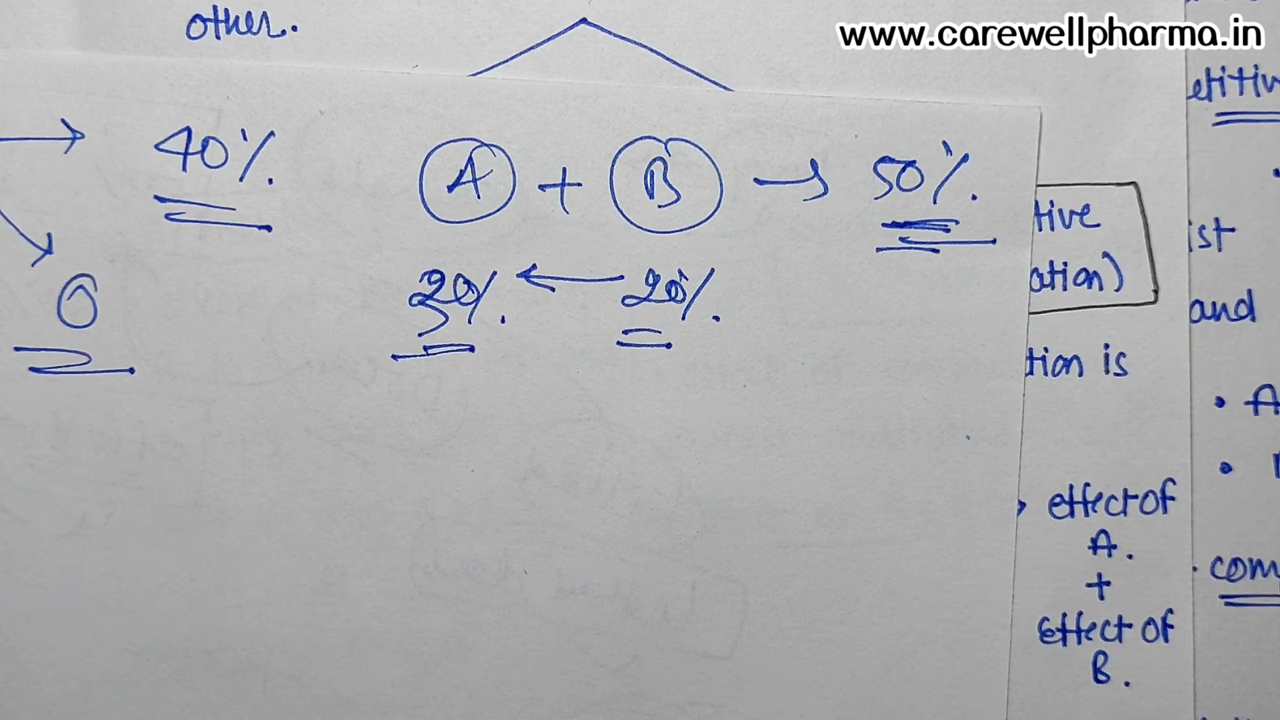 other.
www.carewellpharma.in
→ 40%.
0
A + B → 50%.
30%. ← 20%.
tive
ation)
tion is
effect of
A.
+
Effect of
B.
etitiv
ist
and
• A
•
com